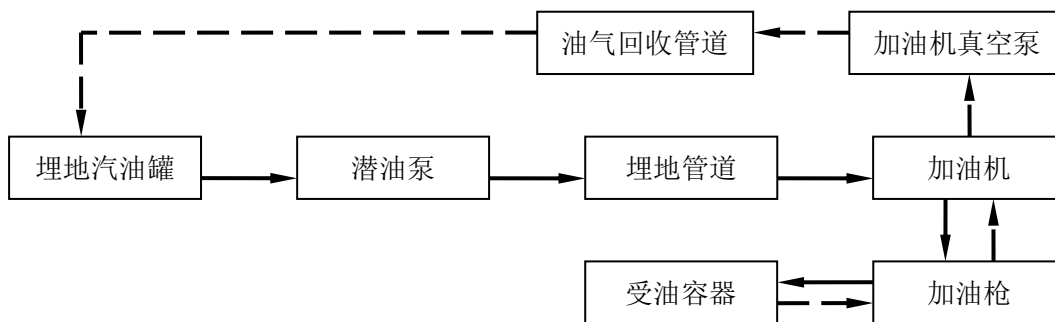 油气回收管道
加油机真空泵
埋地汽油罐
潜油泵
埋地管道
加油机
受油容器
加油枪